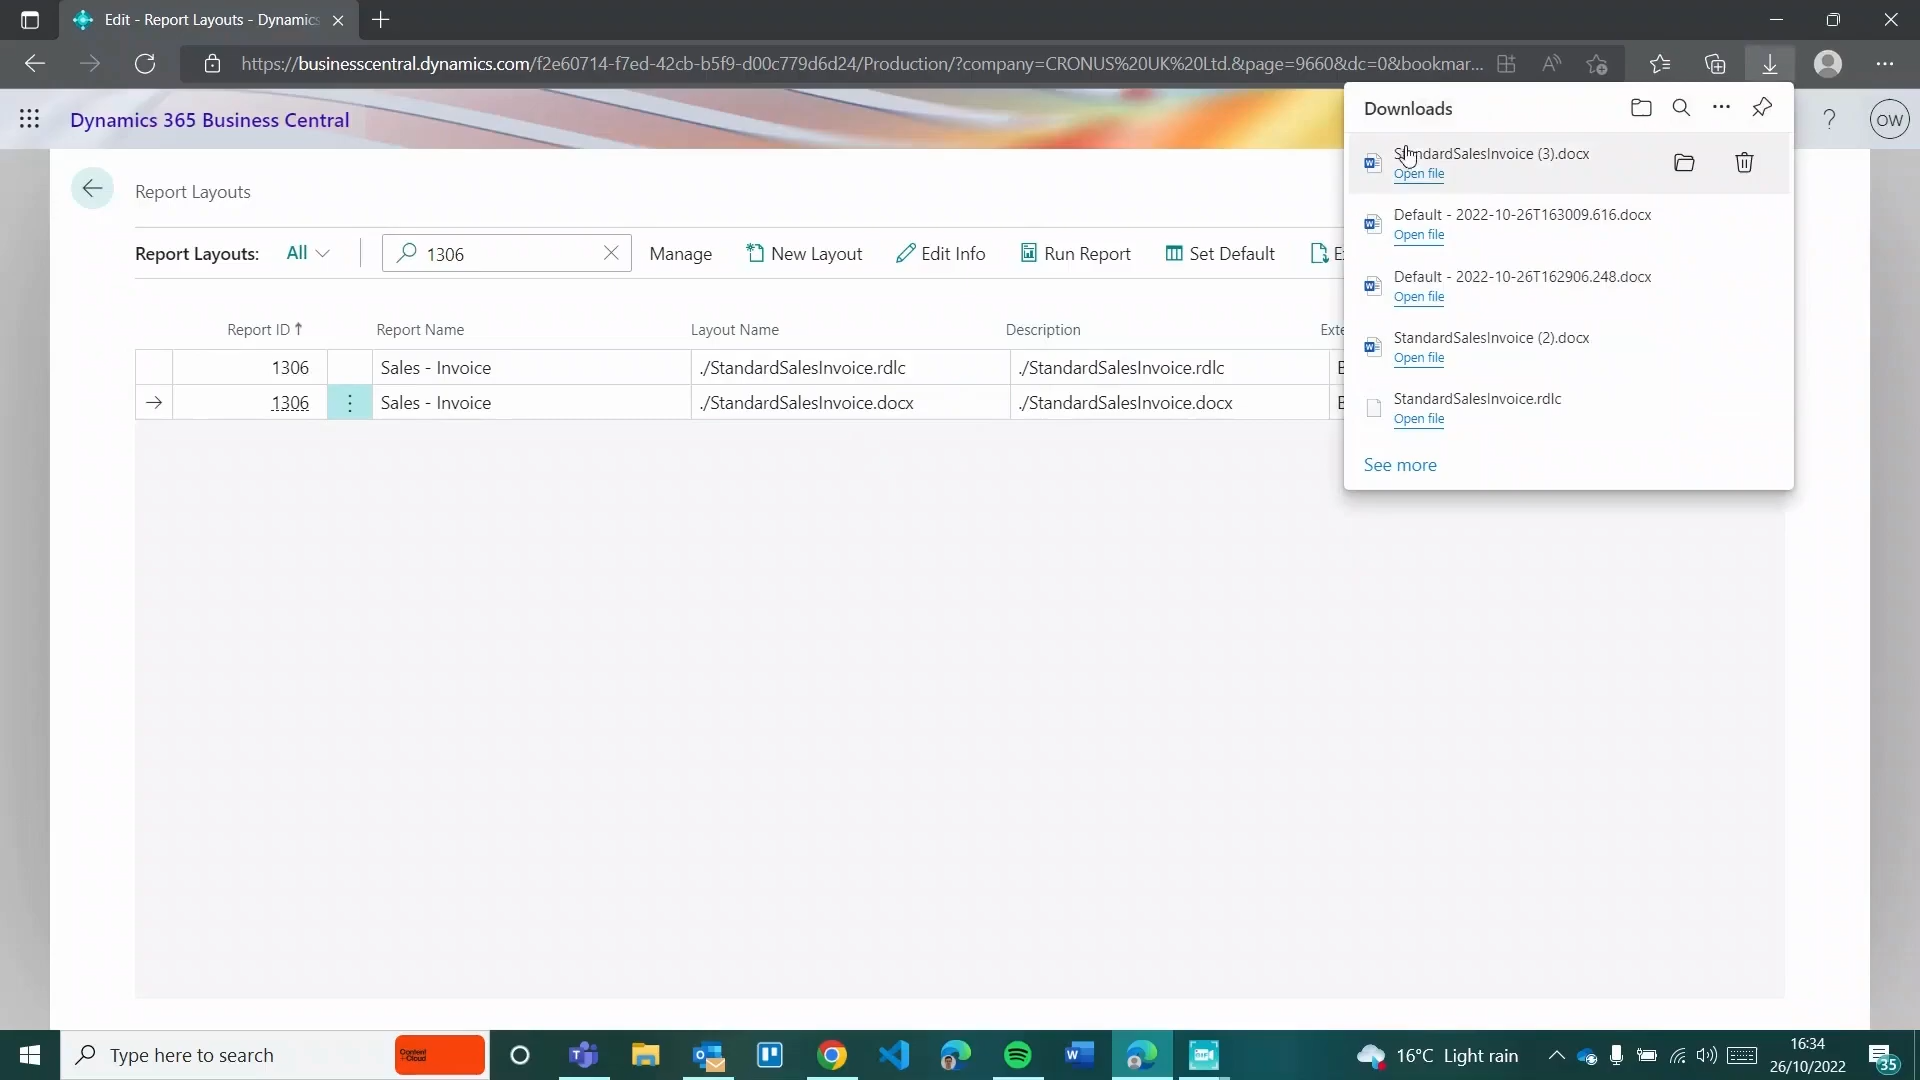 Edit - Report Layouts - Dynamics
https://businesscentral.dynamics.com/f2e60714-f7ed-42cb-b5f9-d00c779d6d24/Production/?company=CRONUS%20UK%20Ltd.&page=9660&dc=0&bookmar...
Dynamics 365 Business Central
OW
Report Layouts
Report Layouts: All
1306
Manage
New Layout
Edit Info
Run Report
Set Default
Report ID ↑
Report Name
Layout Name
Description
1306
Sales - Invoice
./StandardSalesInvoice.rdlc
./StandardSalesInvoice.rdlc
1306
Sales - Invoice
./StandardSalesInvoice.docx
./StandardSalesInvoice.docx
Downloads
StandardSalesInvoice (3).docx
Open file
Default - 2022-10-26T163009.616.docx
Open file
Default - 2022-10-26T162906.248.docx
Open file
StandardSalesInvoice (2).docx
Open file
StandardSalesInvoice.rdlc
Open file
See more
Type here to search
Content
+Cloud
16°C Light rain
16:34
26/10/2022
35